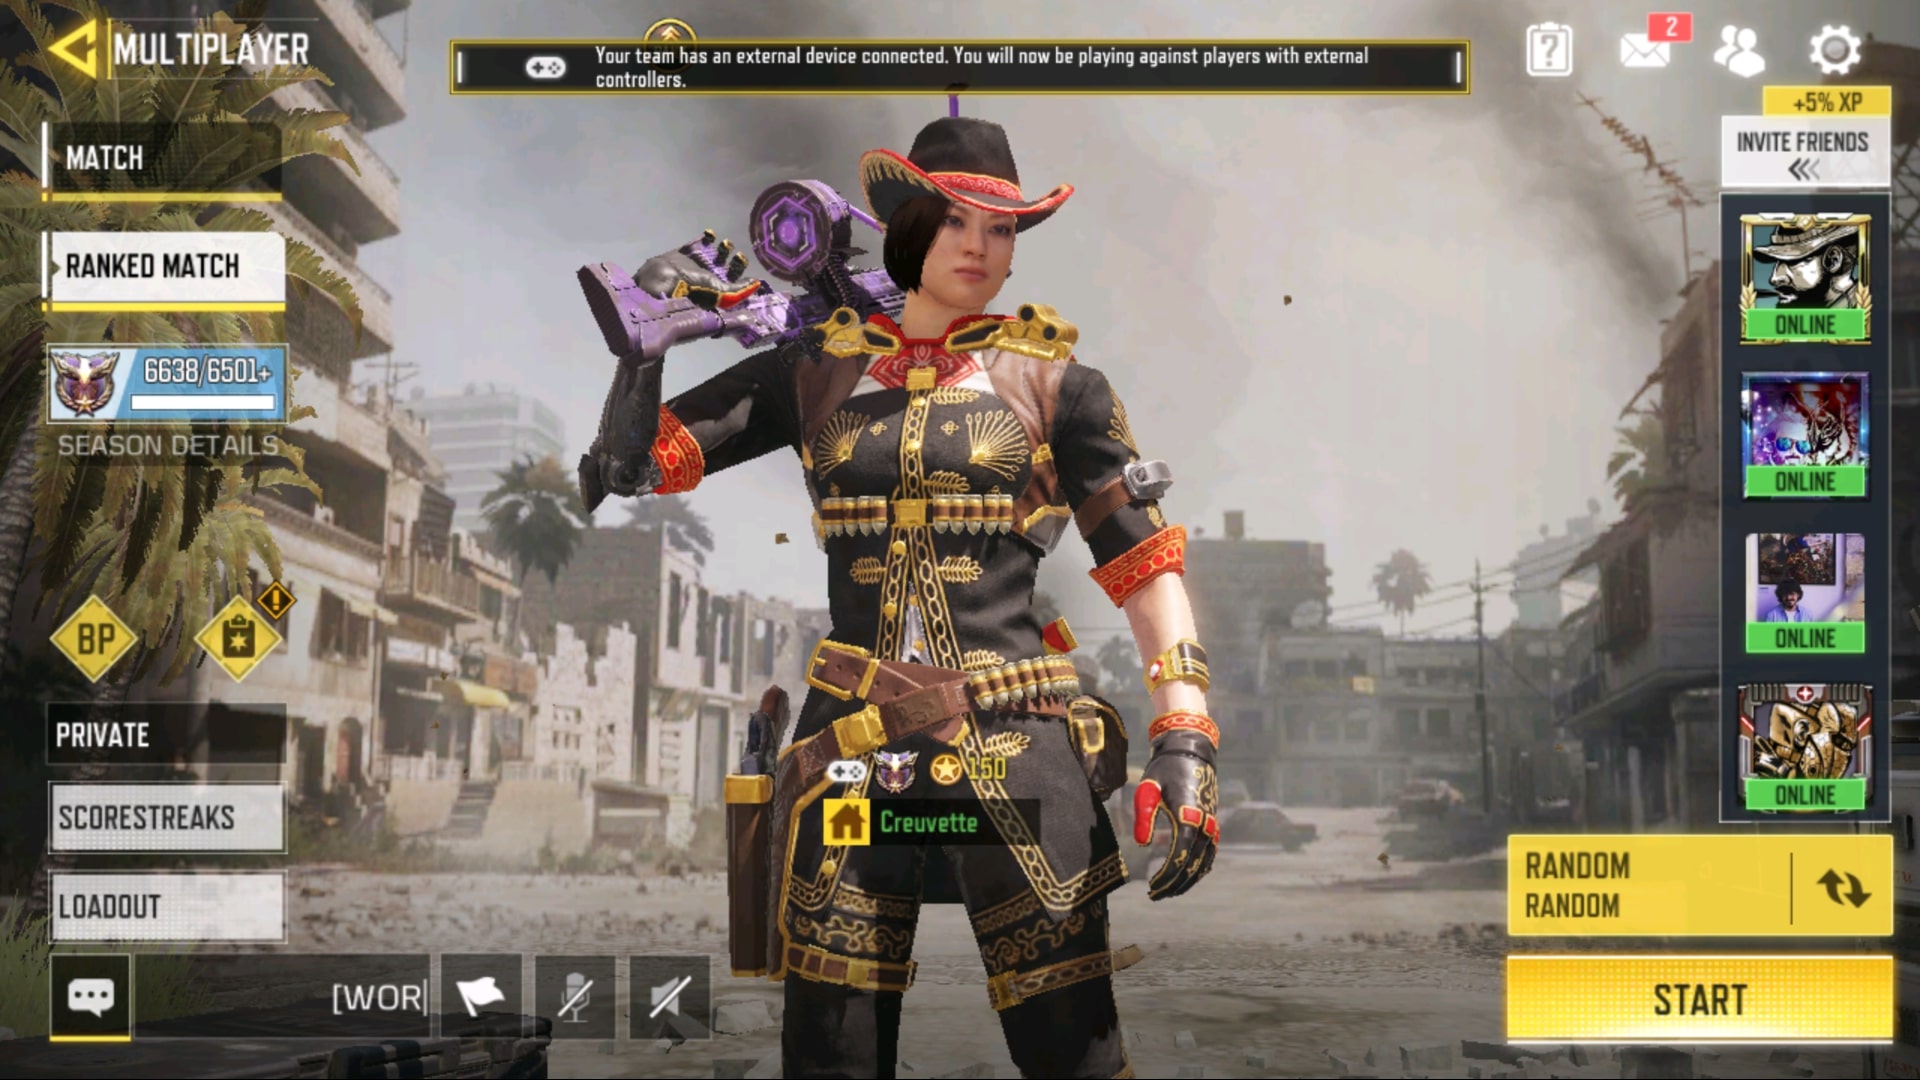 MULTIPLAYER
Your team has an external device connected. You will now be playing against players with external
controllers.
2
+5% XP
INVITE FRIENDS
MATCH
RANKED MATCH
6638/6501+
SEASON DETAILS
BP
PRIVATE
SCORESTREAKS
LOADOUT
[WOR
150
Creuvette
ONLINE
ONLINE
ONLINE
ONLINE
RANDOM
RANDOM
START